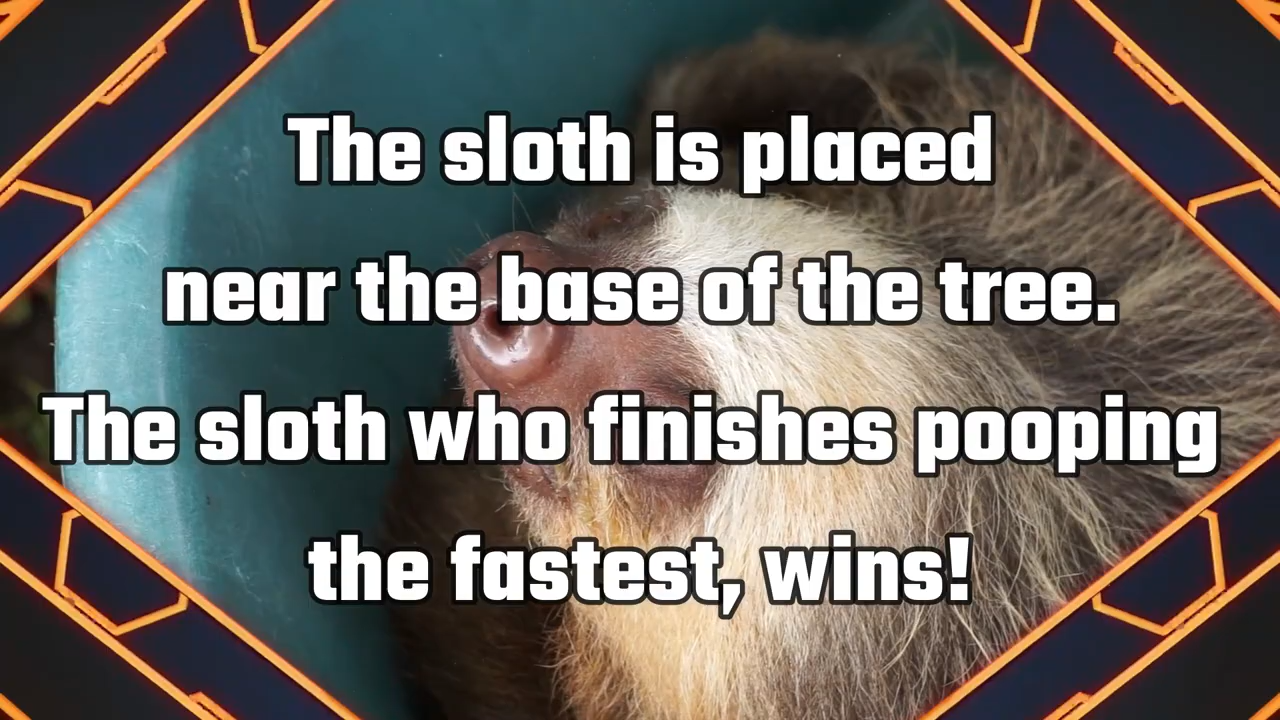 The sloth is placed
near the base of the tree.
The sloth who finishes pooping
the fastest, wins!